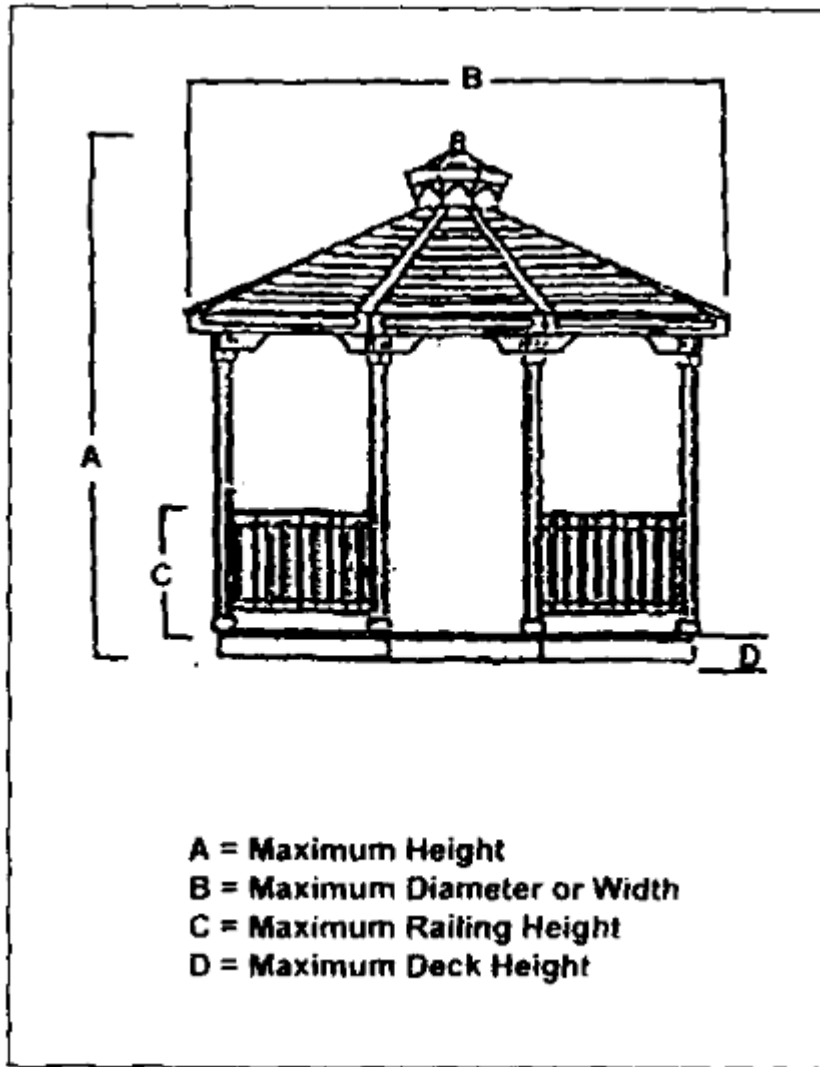 B
A
C
D
A = Maximum Height
B = Maximum Diameter or Width
C = Maximum Railing Height
D = Maximum Deck Height